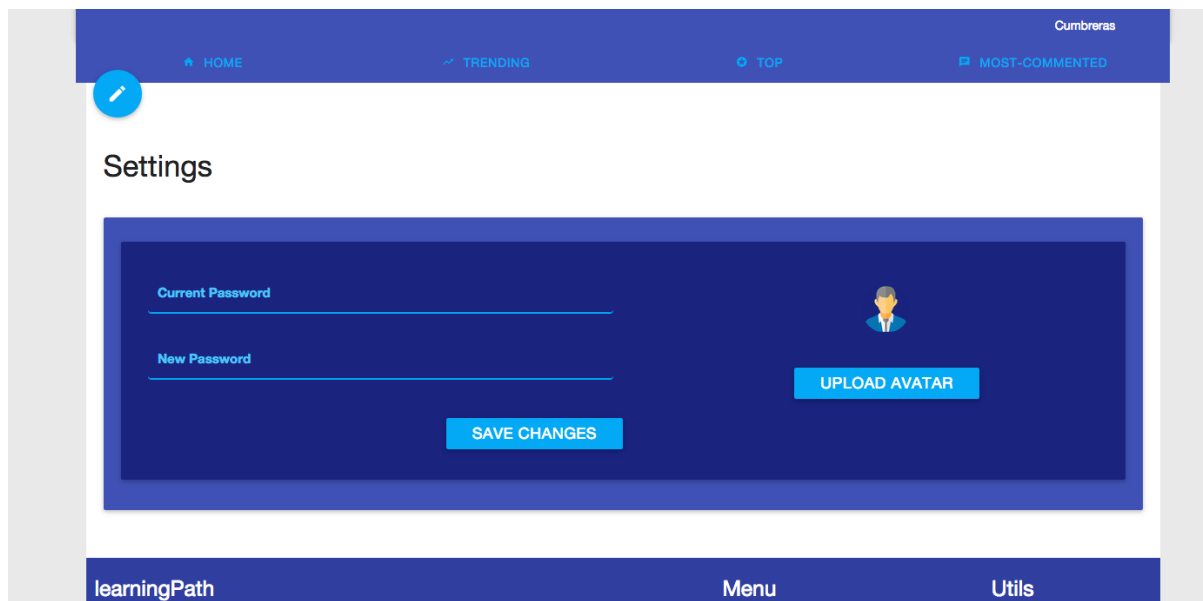 Cumbreras
HOME TRENDING TOP MOST-COMMENTED
Settings
Current Password
New Password
UPLOAD AVATAR
SAVE CHANGES
learningPath Menu Utils